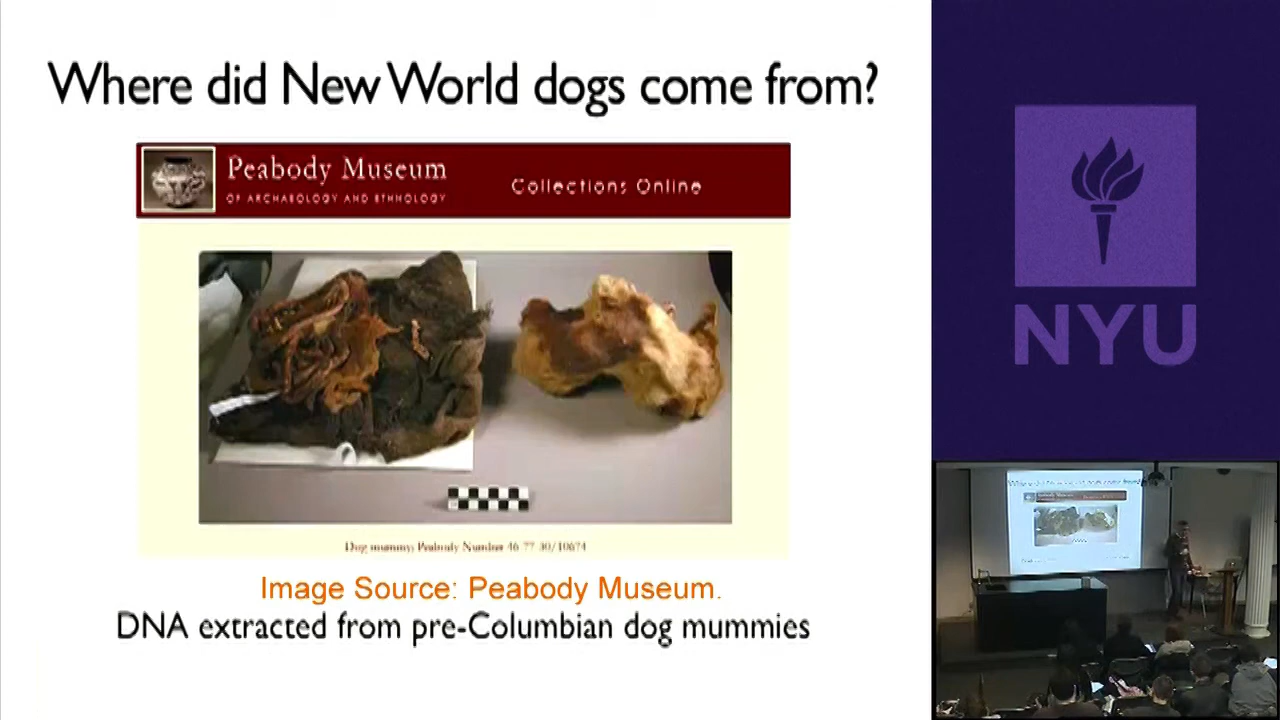 Where did New World dogs come from?
Peabody Museum
OF ARCHAEOLOGY AND ETHNOLOGY
Collections Online
Dog mummy, Peabody Number 46-77-30/10674
Image Source: Peabody Museum.
DNA extracted from pre-Columbian dog mummies
NYU